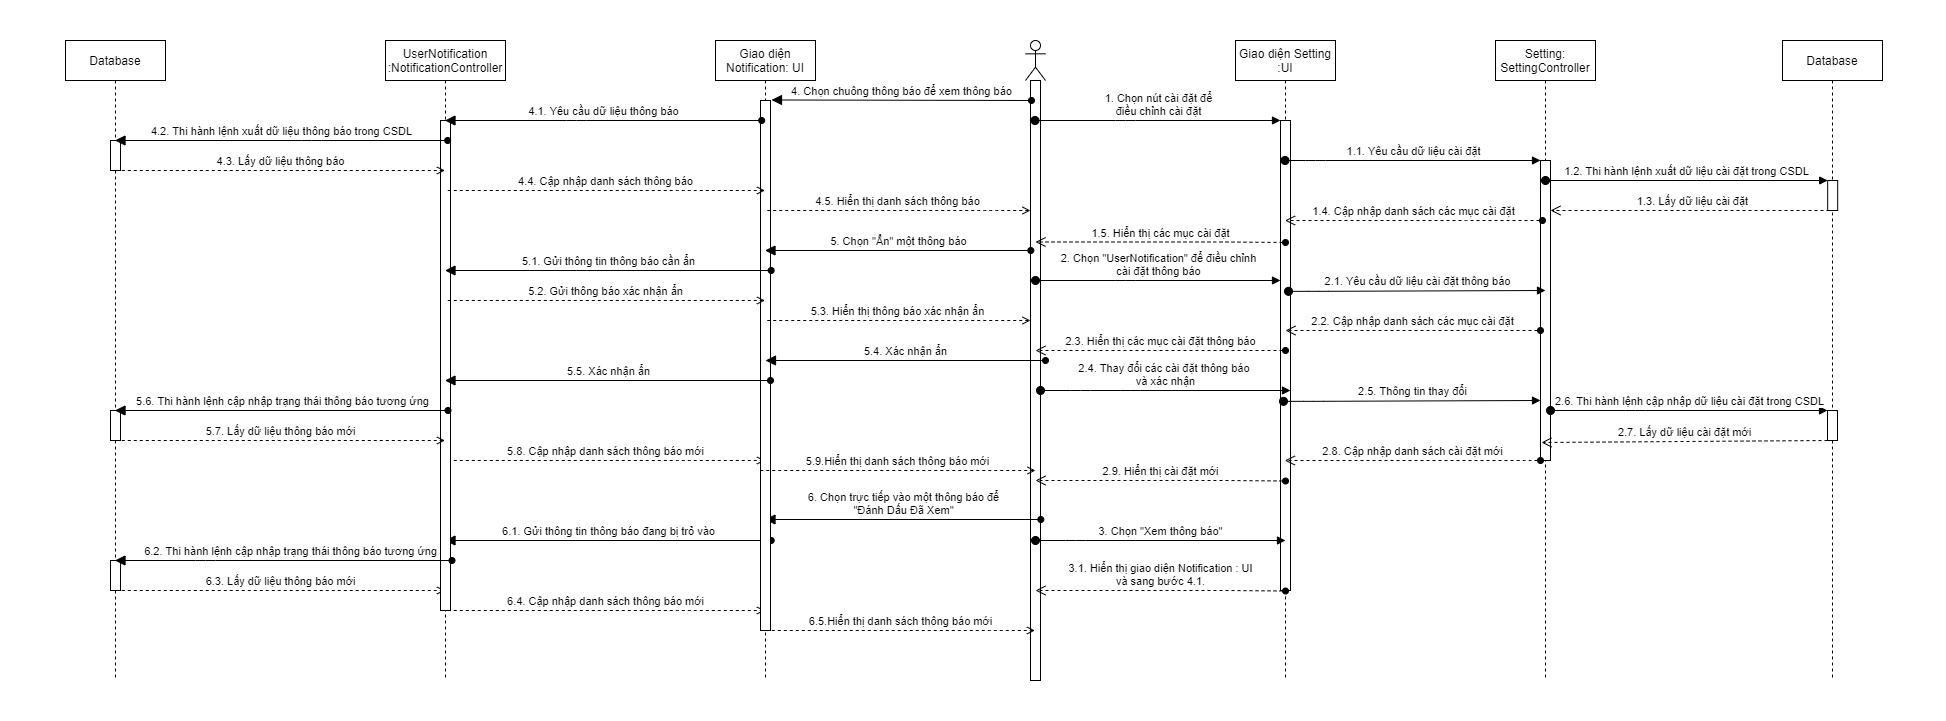 Database
UserNotification
:NotificationController
Giao diện
Notification: UI
Giao diện Setting
:UI
Setting:
SettingController
Database
4. Chọn chuông thông báo để xem thông báo
1. Chọn nút cài đặt để
điều chỉnh cài đặt
4.1. Yêu cầu dữ liệu thông báo
4.2. Thi hành lệnh xuất dữ liệu thông báo trong CSDL
1.1. Yêu cầu dữ liệu cài đặt
4.3. Lấy dữ liệu thông báo
1.2. Thi hành lệnh xuất dữ liệu cài đặt trong CSDL
4.4. Cập nhập danh sách thông báo
4.5. Hiển thị danh sách thông báo
1.3. Lấy dữ liệu cài đặt
1.4. Cập nhập danh sách các mục cài đặt
1.5. Hiển thị các mục cài đặt
5. Chọn "Ẩn" một thông báo
5.1. Gửi thông tin thông báo cần ẩn
2. Chọn "UserNotification" để điều chỉnh
cài đặt thông báo
2.1. Yêu cầu dữ liệu cài đặt thông báo
5.2. Gửi thông báo xác nhận ẩn
5.3. Hiển thị thông báo xác nhận ẩn
2.2. Cập nhập danh sách các mục cài đặt
2.3. Hiển thị các mục cài đặt thông báo
5.4. Xác nhận ẩn
5.5. Xác nhận ẩn
2.4. Thay đổi các cài đặt thông báo
và xác nhận
2.5. Thông tin thay đổi
5.6. Thi hành lệnh cập nhập trạng thái thông báo tương ứng
2.6. Thi hành lệnh cập nhập dữ liệu cài đặt trong CSDL
5.7. Lấy dữ liệu thông báo mới
2.7. Lấy dữ liệu cài đặt mới
5.8. Cập nhập danh sách thông báo mới
2.8. Cập nhập danh sách cài đặt mới
5.9.Hiển thị danh sách thông báo mới
2.9. Hiển thị cài đặt mới
6. Chọn trực tiếp vào một thông báo để
"Đánh Dấu Đã Xem"
6.1. Gửi thông tin thông báo đang bị trỏ vào
3. Chọn "Xem thông báo"
6.2. Thi hành lệnh cập nhập trạng thái thông báo tương ứng
3.1. Hiển thị giao diện Notification : UI
và sang bước 4.1.
6.3. Lấy dữ liệu thông báo mới
6.4. Cập nhập danh sách thông báo mới
6.5.Hiển thị danh sách thông báo mới